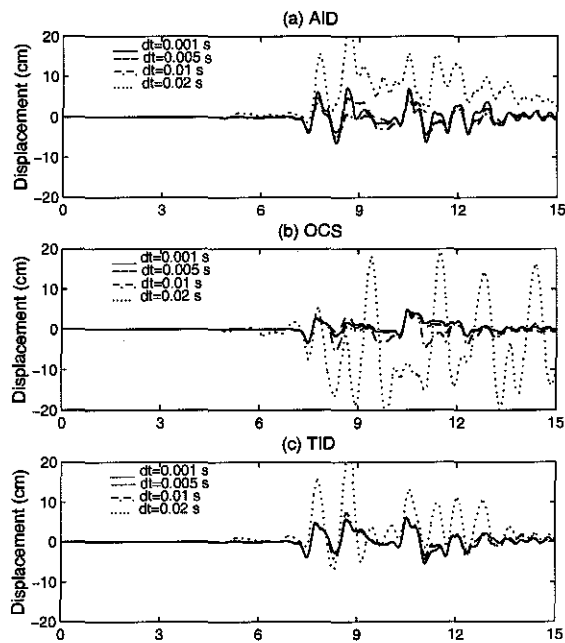 (a) AID
Displacement (cm)
20
10
0
−10
−20
dt=0.001 s
dt=0.005 s
dt=0.01 s
dt=0.02 s
0 3 6 9 12 15
(b) OCS
Displacement (cm)
20
10
0
−10
−20
dt=0.001 s
dt=0.005 s
dt=0.01 s
dt=0.02 s
0 3 6 9 12 15
(c) TID
Displacement (cm)
20
10
0
−10
−20
dt=0.001 s
dt=0.005 s
dt=0.01 s
dt=0.02 s
0 3 6 9 12 15